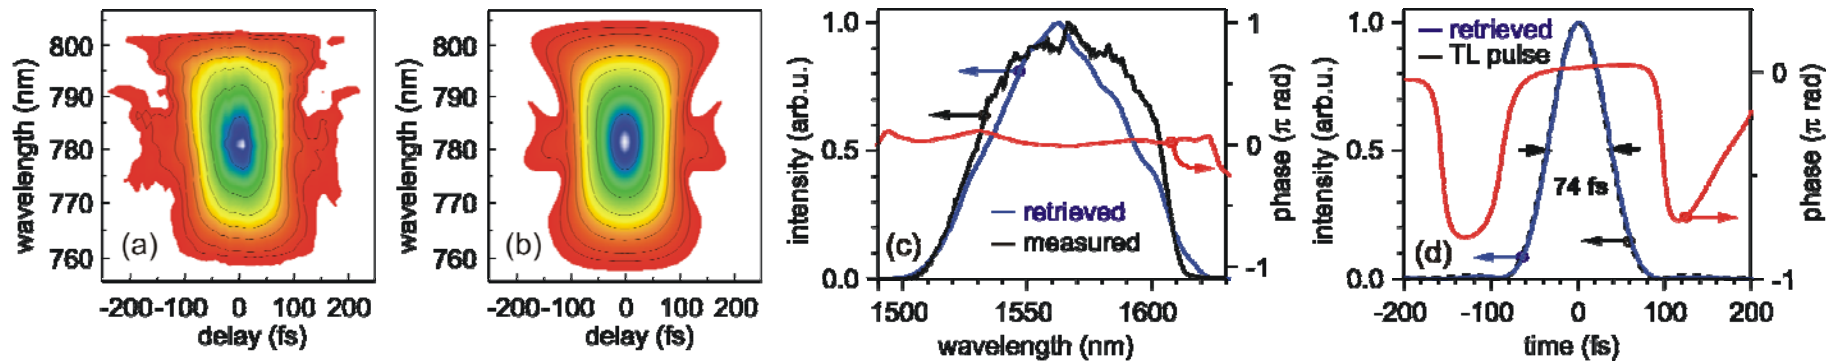 wavelength (nm)
800
790
780
770
760
(a)
-200 -100 0 100 200
delay (fs)
wavelength (nm)
800
790
780
770
760
(b)
-200 -100 0 100 200
delay (fs)
intensity (arb.u.)
1.0
0.5
0.0
retrieved
measured
(c)
1500 1550 1600
wavelength (nm)
1
0
-1
phase (π rad)
intensity (arb.u.)
1.0
0.5
0.0
retrieved
TL pulse
74 fs
(d)
-200 -100 0 100 200
time (fs)
0
-1
phase (π rad)